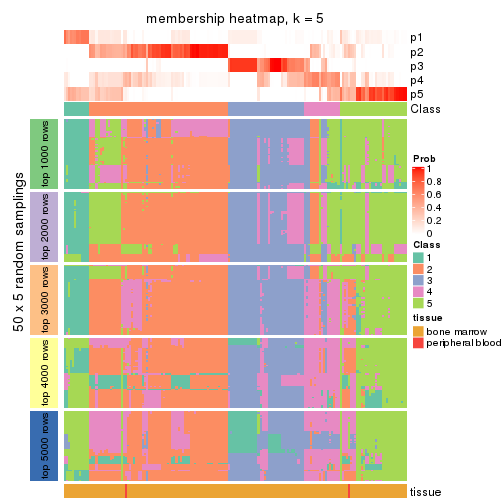 membership heatmap, k = 5
p1
p2
p3
p4
p5
Class
50 x 5 random samplings
top 1000 rows
top 2000 rows
top 3000 rows
top 4000 rows
top 5000 rows
Prob
1
0.8
0.6
0.4
0.2
0
Class
1
2
3
4
5
tissue
bone marrow
peripheral blood
tissue